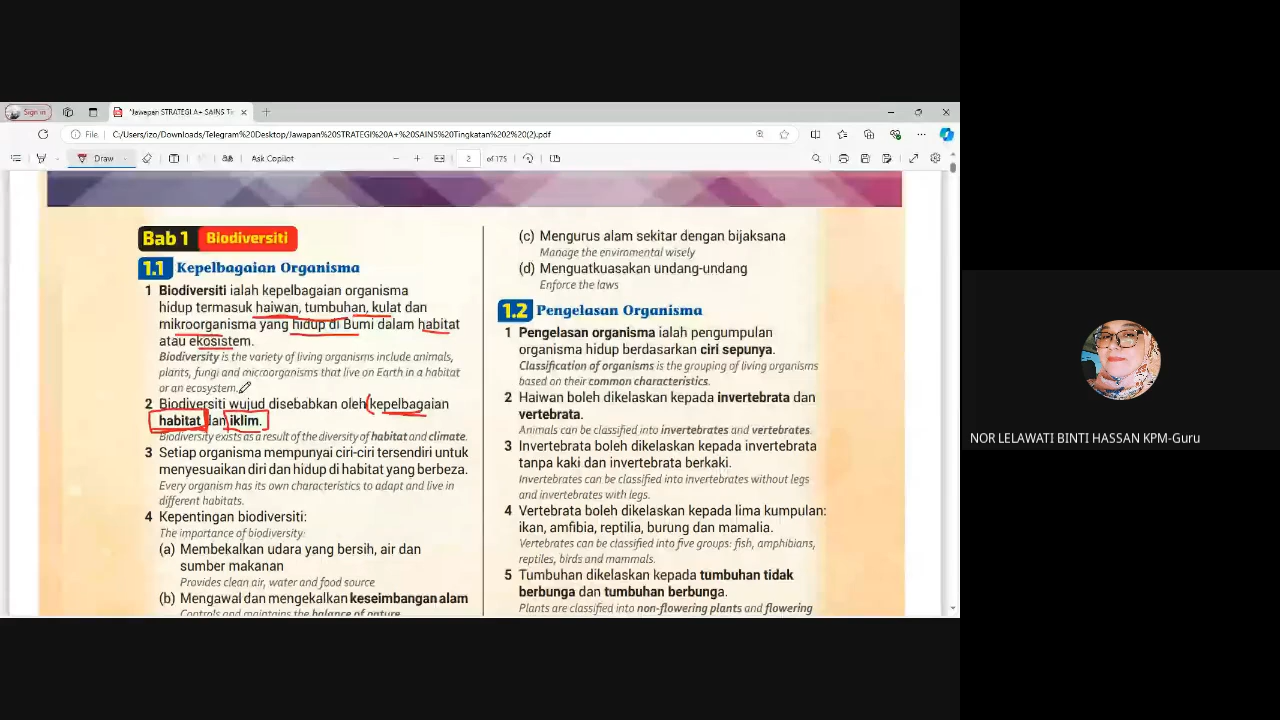 Sign in
"Jawapan STRATEGI A+ SAINS Tin
File
C:/Users/izo/Downloads/Telegram%20Desktop/Jawapan%20STRATEGI%20A+%20SAINS%20Tingkatan%202%20(2).pdf
Draw
Ask Copilot
2 of 175
Bab 1 Biodiversiti
1.1 Kepelbagaian Organisma
1 Biodiversiti ialah kepelbagaian organisma
hidup termasuk haiwan, tumbuhan, kulat dan
mikroorganisma yang hidup di Bumi dalam habitat
atau ekosistem.
Biodiversity is the variety of living organisms include animals,
plants, fungi and microorganisms that live on Earth in a habitat
or an ecosystem.
2 Biodiversiti wujud disebabkan oleh kepelbagaian
habitat dan iklim.
Biodiversity exists as a result of the diversity of habitat and climate.
3 Setiap organisma mempunyai ciri-ciri tersendiri untuk
menyesuaikan diri dan hidup di habitat yang berbeza.
Every organism has its own characteristics to adapt and live in
different habitats.
4 Kepentingan biodiversiti:
The importance of biodiversity:
(a) Membekalkan udara yang bersih, air dan
sumber makanan
Provides clean air, water and food source
(b) Mengawal dan mengekalkan keseimbangan alam
Controls and maintains the balance of nature
(c) Mengurus alam sekitar dengan bijaksana
Manage the enviromental wisely
(d) Menguatkuasakan undang-undang
Enforce the laws
1.2 Pengelasan Organisma
1 Pengelasan organisma ialah pengumpulan
organisma hidup berdasarkan ciri sepunya.
Classification of organisms is the grouping of living organisms
based on their common characteristics.
2 Haiwan boleh dikelaskan kepada invertebrata dan
vertebrata.
Animals can be classified into invertebrates and vertebrates.
3 Invertebrata boleh dikelaskan kepada invertebrata
tanpa kaki dan invertebrata berkaki.
Invertebrates can be classified into invertebrates without legs
and invertebrates with legs.
4 Vertebrata boleh dikelaskan kepada lima kumpulan:
ikan, amfibia, reptilia, burung dan mamalia.
Vertebrates can be classified into five groups: fish, amphibians,
reptiles, birds and mammals.
5 Tumbuhan dikelaskan kepada tumbuhan tidak
berbunga dan tumbuhan berbunga.
Plants are classified into non-flowering plants and flowering
NOR LELAWATI BINTI HASSAN KPM-Guru